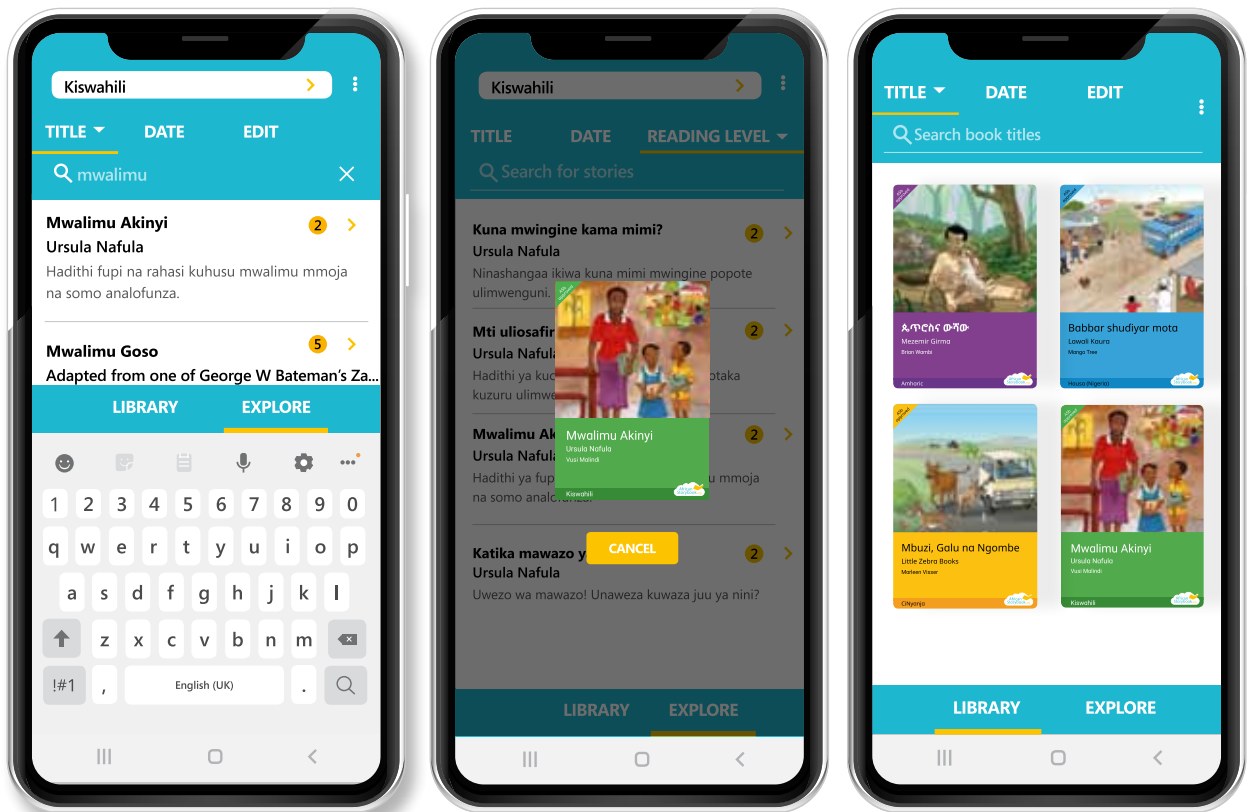 Kiswahili
TITLE DATE EDIT
mwalimu
Mwalimu Akinyi 2
Ursula Nafula
Hadithi fupi na rahasi kuhusu mwalimu mmoja
na somo analofunza.
Mwalimu Goso 5
Adapted from one of George W Bateman's Za...
LIBRARY EXPLORE
1 2 3 4 5 6 7 8 9 0
q w e r t y u i o p
a s d f g h j k l
z x c v b n m
!#1 , English (UK) .
Kiswahili
TITLE DATE READING LEVEL
Search for stories
Kuna mwingine kama mimi? 2
Ursula Nafula
Ninashangaa ikiwa kuna mimi mwingine popote
ulimwenguni.
Mti uliosafir 2
Ursula Nafula
Hadithi ya kuc otaka
kuzuru ulimwe
Mwalimu Ak 2
Ursula Nafula
Hadithi ya fup u mmoja
na somo analofunza.
Katika mawazo y 2
Ursula Nafula
Uwezo wa mawazo! Unaweza kuwaza juu ya nini?
Mwalimu Akinyi
Ursula Nafula
Vusi Malindi
Kiswahili
African
Storybook
CANCEL
LIBRARY EXPLORE
TITLE DATE EDIT
Search book titles
ጴጥሮስና ውሻው
Mezemir Girma
Brian Wambi
Amharic
Babbar shudiyar mota
Lawali Kaura
Mango Tree
Hausa (Nigeria)
Mbuzi, Galu na Ngombe
Little Zebra Books
Marleen Visser
CiNyanja
Mwalimu Akinyi
Ursula Nafula
Vusi Malindi
Kiswahili
LIBRARY EXPLORE